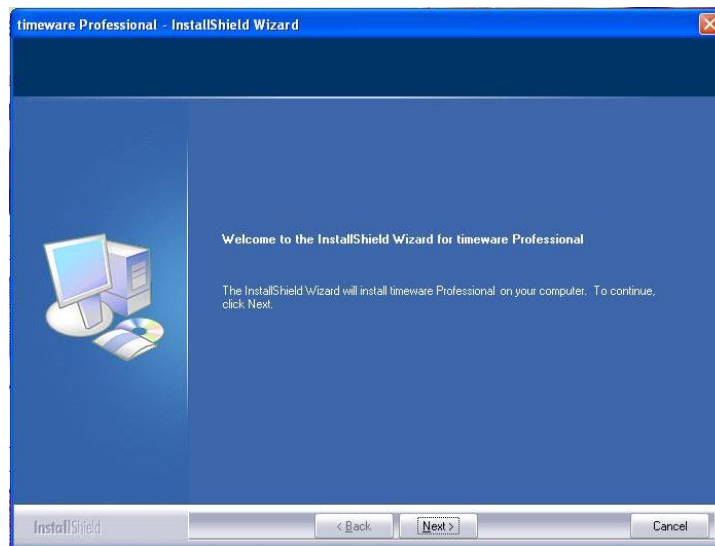 timeware Professional - InstallShield Wizard
Welcome to the InstallShield Wizard for timeware Professional
The InstallShield Wizard will install timeware Professional on your computer. To continue,
click Next.
InstallShield
< Back
Next >
Cancel